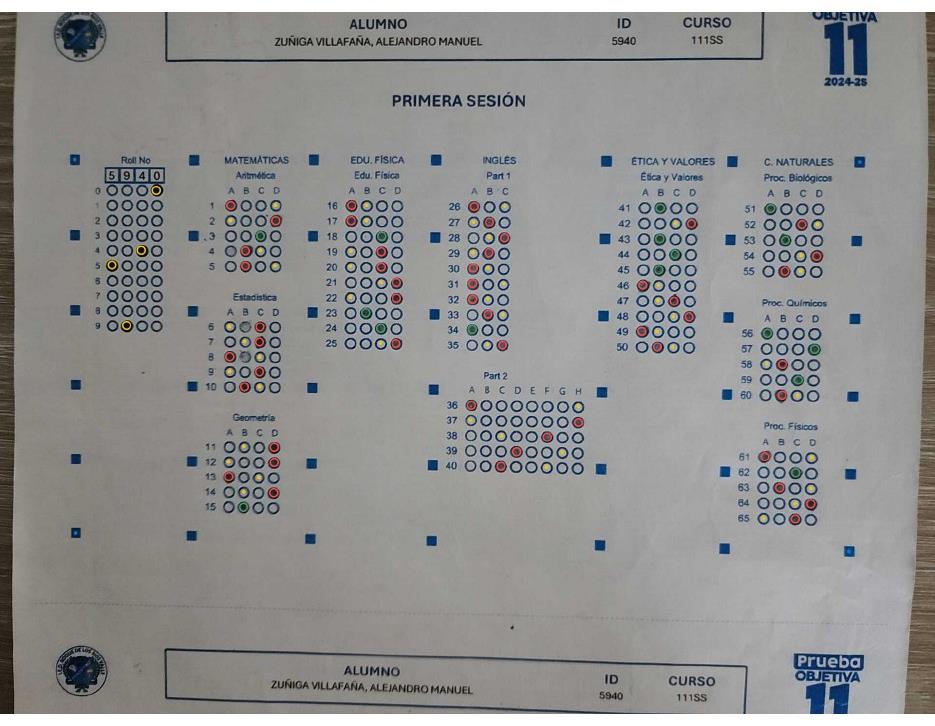 ALUMNO ID CURSO
ZUÑIGA VILLAFAÑA, ALEJANDRO MANUEL 5940 111SS
OBJETIVA
11
2024-2S
PRIMERA SESIÓN
Roll No
5 9 4 0
0
1
2
3
4
5
6
7
8
9
MATEMÁTICAS
Aritmética
A B C D
1
2
3
4
5
Estadística
A B C D
6
7
8
9
10
Geometría
A B C D
11
12
13
14
15
EDU. FÍSICA
Edu. Física
A B C D
16
17
18
19
20
21
22
23
24
25
INGLÉS
Part 1
A B C
26
27
28
29
30
31
32
33
34
35
Part 2
A B C D E F G H
36
37
38
39
40
ÉTICA Y VALORES
Ética y Valores
A B C D
41
42
43
44
45
46
47
48
49
50
C. NATURALES
Proc. Biológicos
A B C D
51
52
53
54
55
Proc. Químicos
A B C D
56
57
58
59
60
Proc. Físicos
A B C D
61
62
63
64
65
ALUMNO ID CURSO
ZUÑIGA VILLAFAÑA, ALEJANDRO MANUEL 5940 111SS
Prueba
OBJETIVA
11